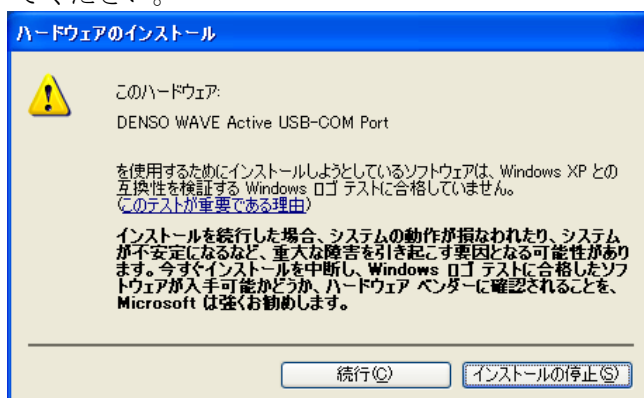 てください。
ハードウェアのインストール
このハードウェア:
DENSO WAVE Active USB-COM Port
を使用するためにインストールしようとしているソフトウェアは、Windows XP との
互換性を検証する Windows ロゴ テストに合格していません。
(このテストが重要である理由)
インストールを続行した場合、システムの動作が損なわれたり、システム
が不安定になるなど、重大な障害を引き起こす要因となる可能性があり
ます。今すぐインストールを中断し、Windows ロゴ テストに合格したソフ
トウェアが入手可能かどうか、ハードウェア ベンダーに確認されることを、
Microsoft は強くお勧めします。
続行(C)
インストールの停止(S)